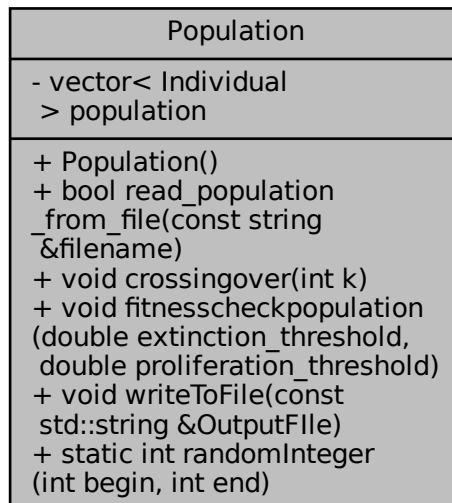 Population
- vector< Individual
 > population
+ Population()
+ bool read_population
_from_file(const string
 &filename)
+ void crossingover(int k)
+ void fitnesscheckpopulation
(double extinction_threshold,
 double proliferation_threshold)
+ void writeToFile(const
 std::string &OutputFIle)
+ static int randomInteger
(int begin, int end)